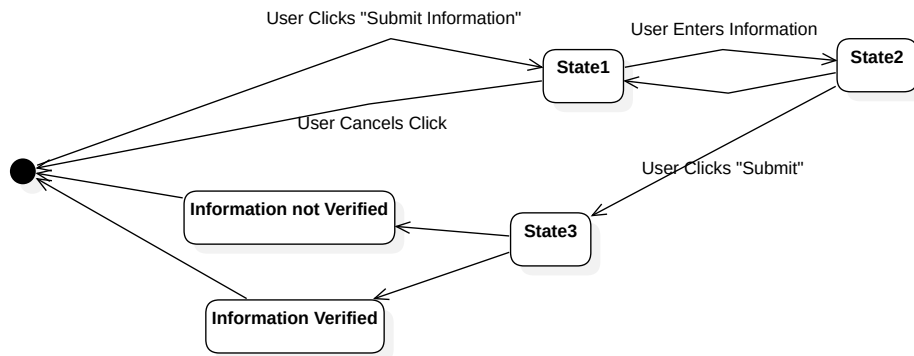 User Clicks "Submit Information"
User Enters Information
State1
State2
User Cancels Click
User Clicks "Submit"
Information not Verified
State3
Information Verified